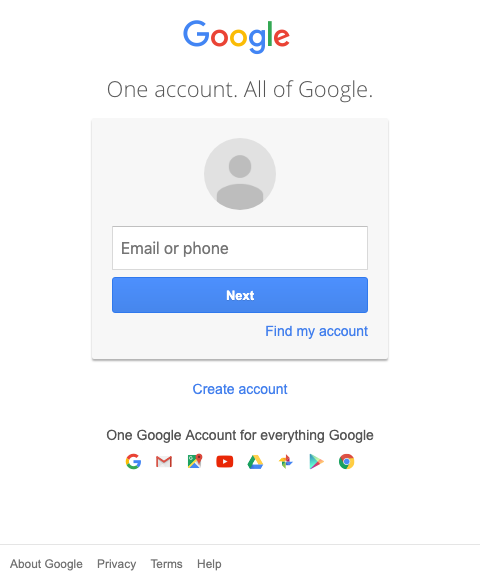 Google
One account. All of Google.
Email or phone
Next
Find my account
Create account
One Google Account for everything Google
About Google Privacy Terms Help